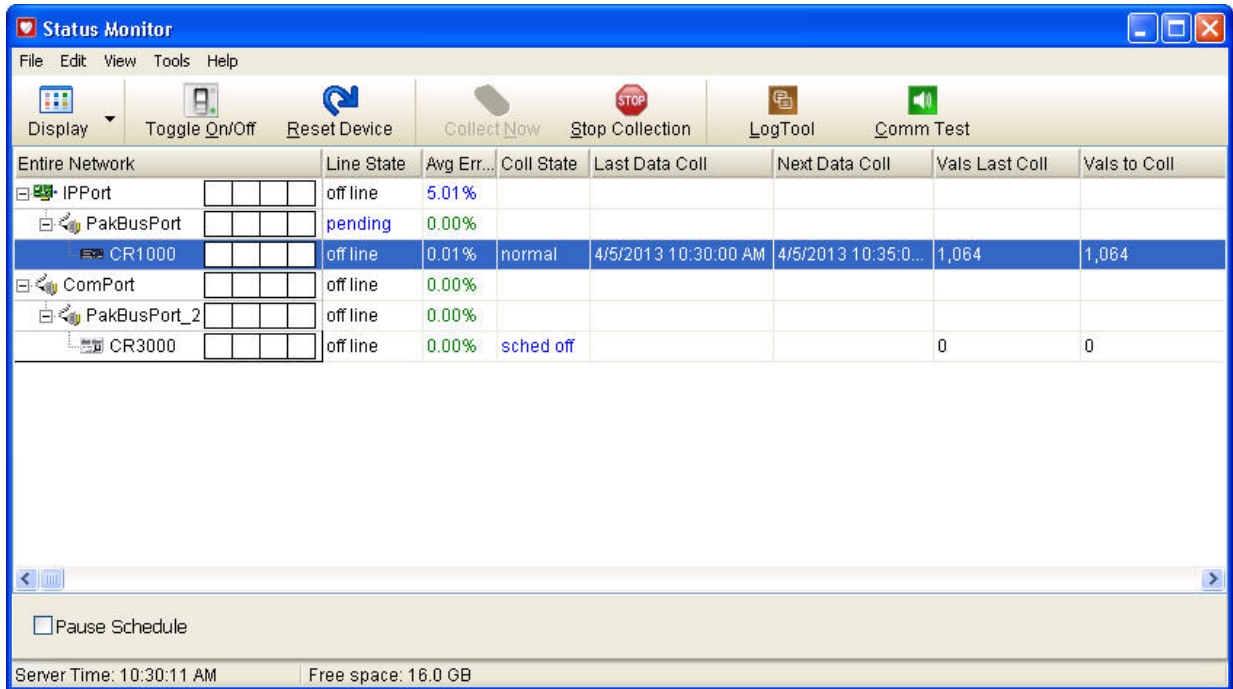 Status Monitor
File Edit View Tools Help
Display Toggle On/Off Reset Device Collect Now STOP Stop Collection LogTool Comm Test
Entire Network Line State Avg Err... Coll State Last Data Coll Next Data Coll Vals Last Coll Vals to Coll
IPPort off line 5.01%
PakBusPort pending 0.00%
CR1000 off line 0.01% normal 4/5/2013 10:30:00 AM 4/5/2013 10:35:0... 1,064 1,064
ComPort off line 0.00%
PakBusPort_2 off line 0.00%
CR3000 off line 0.00% sched off 0 0
Pause Schedule
Server Time: 10:30:11 AM Free space: 16.0 GB